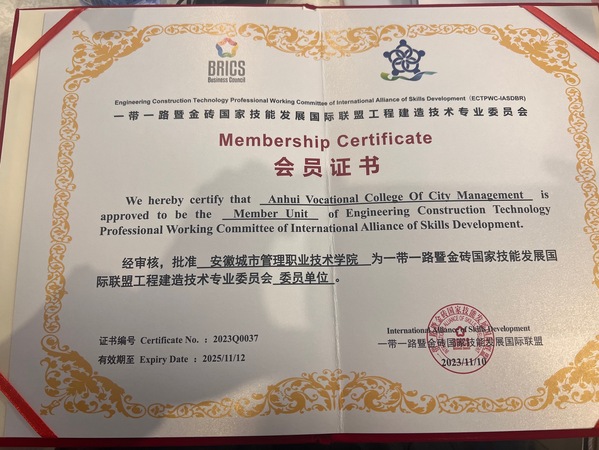 BRICS
Business Council
Engineering Construction Technology Professional Working Committee of International Alliance of Skills Development (ECTPWC-IASDBR)
一带一路暨金砖国家技能发展国际联盟工程建造技术专业委员会
Membership Certificate
会员证书
We hereby certify that Anhui Vocational College Of City Management is
approved to be the Member Unit of Engineering Construction Technology
Professional Working Committee of International Alliance of Skills Development.
经审核，批准 安徽城市管理职业技术学院 为一带一路暨金砖国家技能发展国
际联盟工程建造技术专业委员会 委员单位 。
证书编号 Certificate No. ：2023Q0037
有效期至 Expiry Date ：2025/11/12
International Alliance of Skills Development
一带一路暨金砖国家技能发展国际联盟
2023/11/10